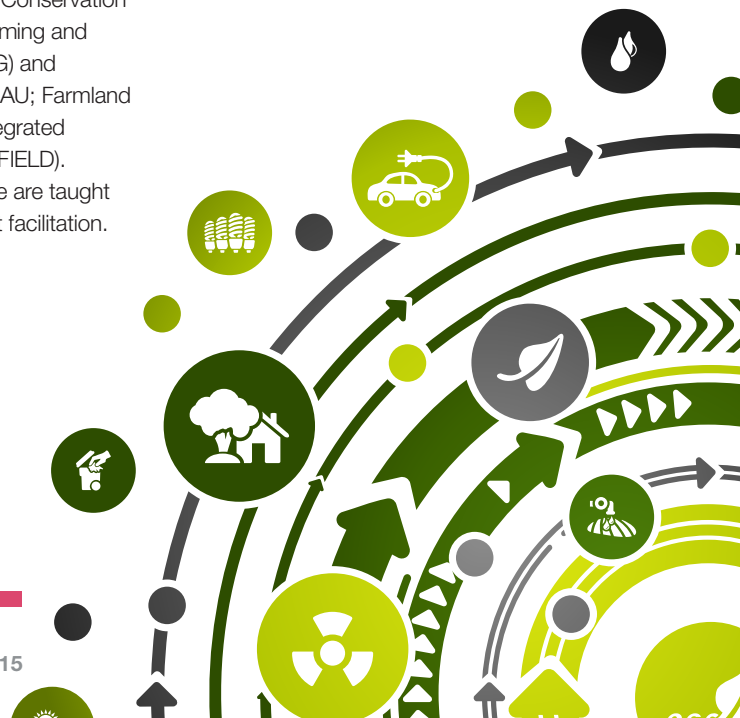 Conservation
ming and
G) and
AU; Farmland
egrated
FIELD).
e are taught
t facilitation.
15